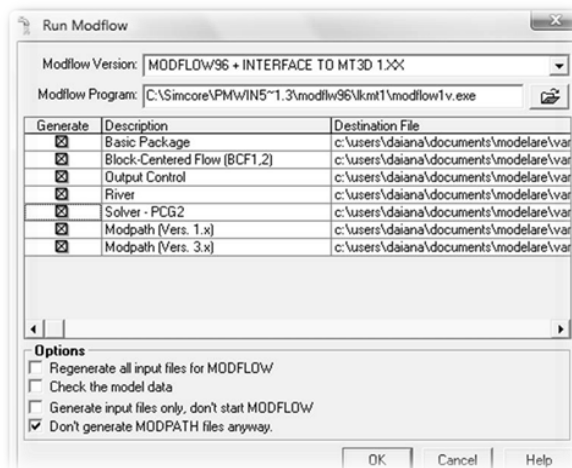 Run Modflow
Modflow Version: MODFLOW96 + INTERFACE TO MT3D 1.XX
Modflow Program: C:\Simcore\PMWIN5~1.3\modflw96\lkmt1\modflow1v.exe
Generate Description Destination File
Basic Package c:\users\daiana\documents\modelare\var
Block-Centered Flow (BCF1,2) c:\users\daiana\documents\modelare\var
Output Control c:\users\daiana\documents\modelare\var
River c:\users\daiana\documents\modelare\var
Solver - PCG2 c:\users\daiana\documents\modelare\var
Modpath (Vers. 1.x) c:\users\daiana\documents\modelare\var
Modpath (Vers. 3.x) c:\users\daiana\documents\modelare\var
Options
Regenerate all input files for MODFLOW
Check the model data
Generate input files only, don't start MODFLOW
Don't generate MODPATH files anyway.
OK Cancel Help